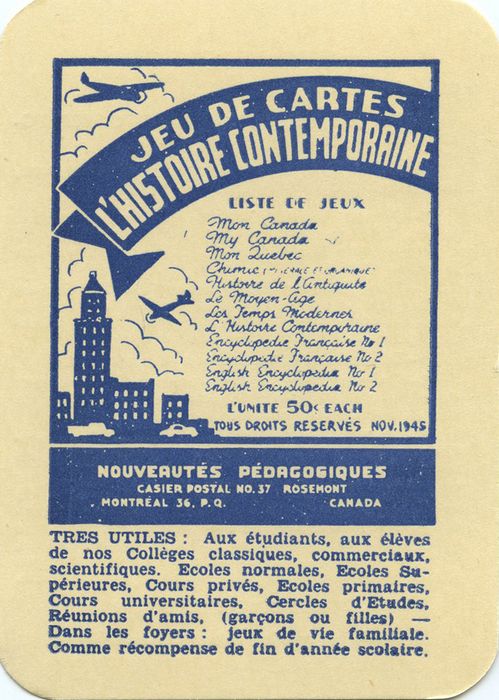 JEU DE CARTES
L'HISTOIRE CONTEMPORAINE
LISTE DE JEUX
Mon Canada
My Canada
Mon Quebec
Chimie (MINERALE ET ORGANIQUE)
Histoire de l'Antiquité
Le Moyen-Age
Les Temps Modernes
L'Histoire Contemporaine
Encyclopedie Française No 1
Encyclopedie Française No 2
English Encyclopedia No 1
English Encyclopedia No 2
L'UNITE 50¢ EACH
TOUS DROITS RESERVÉS NOV. 1945
NOUVEAUTÉS PÉDAGOGIQUES
CASIER POSTAL NO. 37 ROSEMONT
MONTRÉAL 36, P.Q. CANADA
TRES UTILES : Aux étudiants, aux élèves
de nos Collèges classiques, commerciaux,
scientifiques. Ecoles normales, Ecoles Su-
périeures, Cours privés, Ecoles primaires,
Cours universitaires, Cercles d'Etudes,
Réunions d'amis, (garçons ou filles) —
Dans les foyers : jeux de vie familiale.
Comme récompense de fin d'année scolaire.